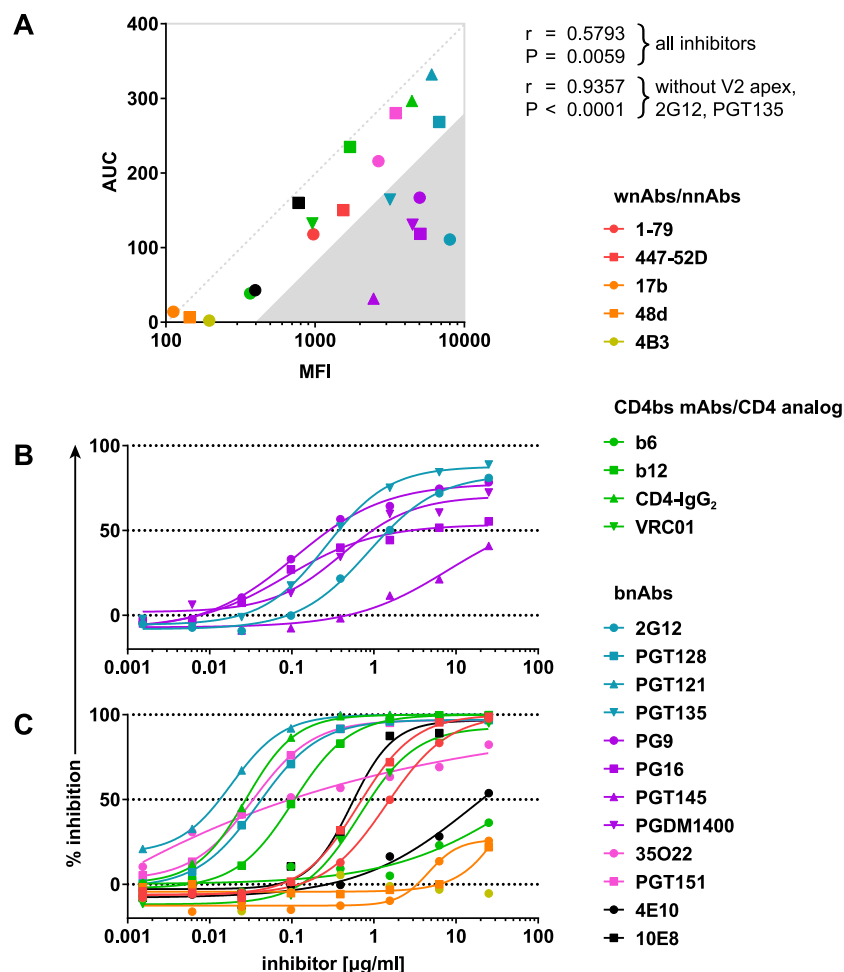 A
400
300
200
100
0
AUC
100
1000
10000
MFI
r = 0.5793
P = 0.0059
all inhibitors
r = 0.9357
P < 0.0001
without V2 apex,
2G12, PGT135
wnAbs/nnAbs
1-79
447-52D
17b
48d
4B3
CD4bs mAbs/CD4 analog
b6
b12
CD4-IgG₂
VRC01
bnAbs
2G12
PGT128
PGT121
PGT135
PG9
PG16
PGT145
PGDM1400
35O22
PGT151
4E10
10E8
B
100
50
0
0.001
0.01
0.1
1
10
100
C
100
50
0
0.001
0.01
0.1
1
10
100
% inhibition
inhibitor [µg/ml]